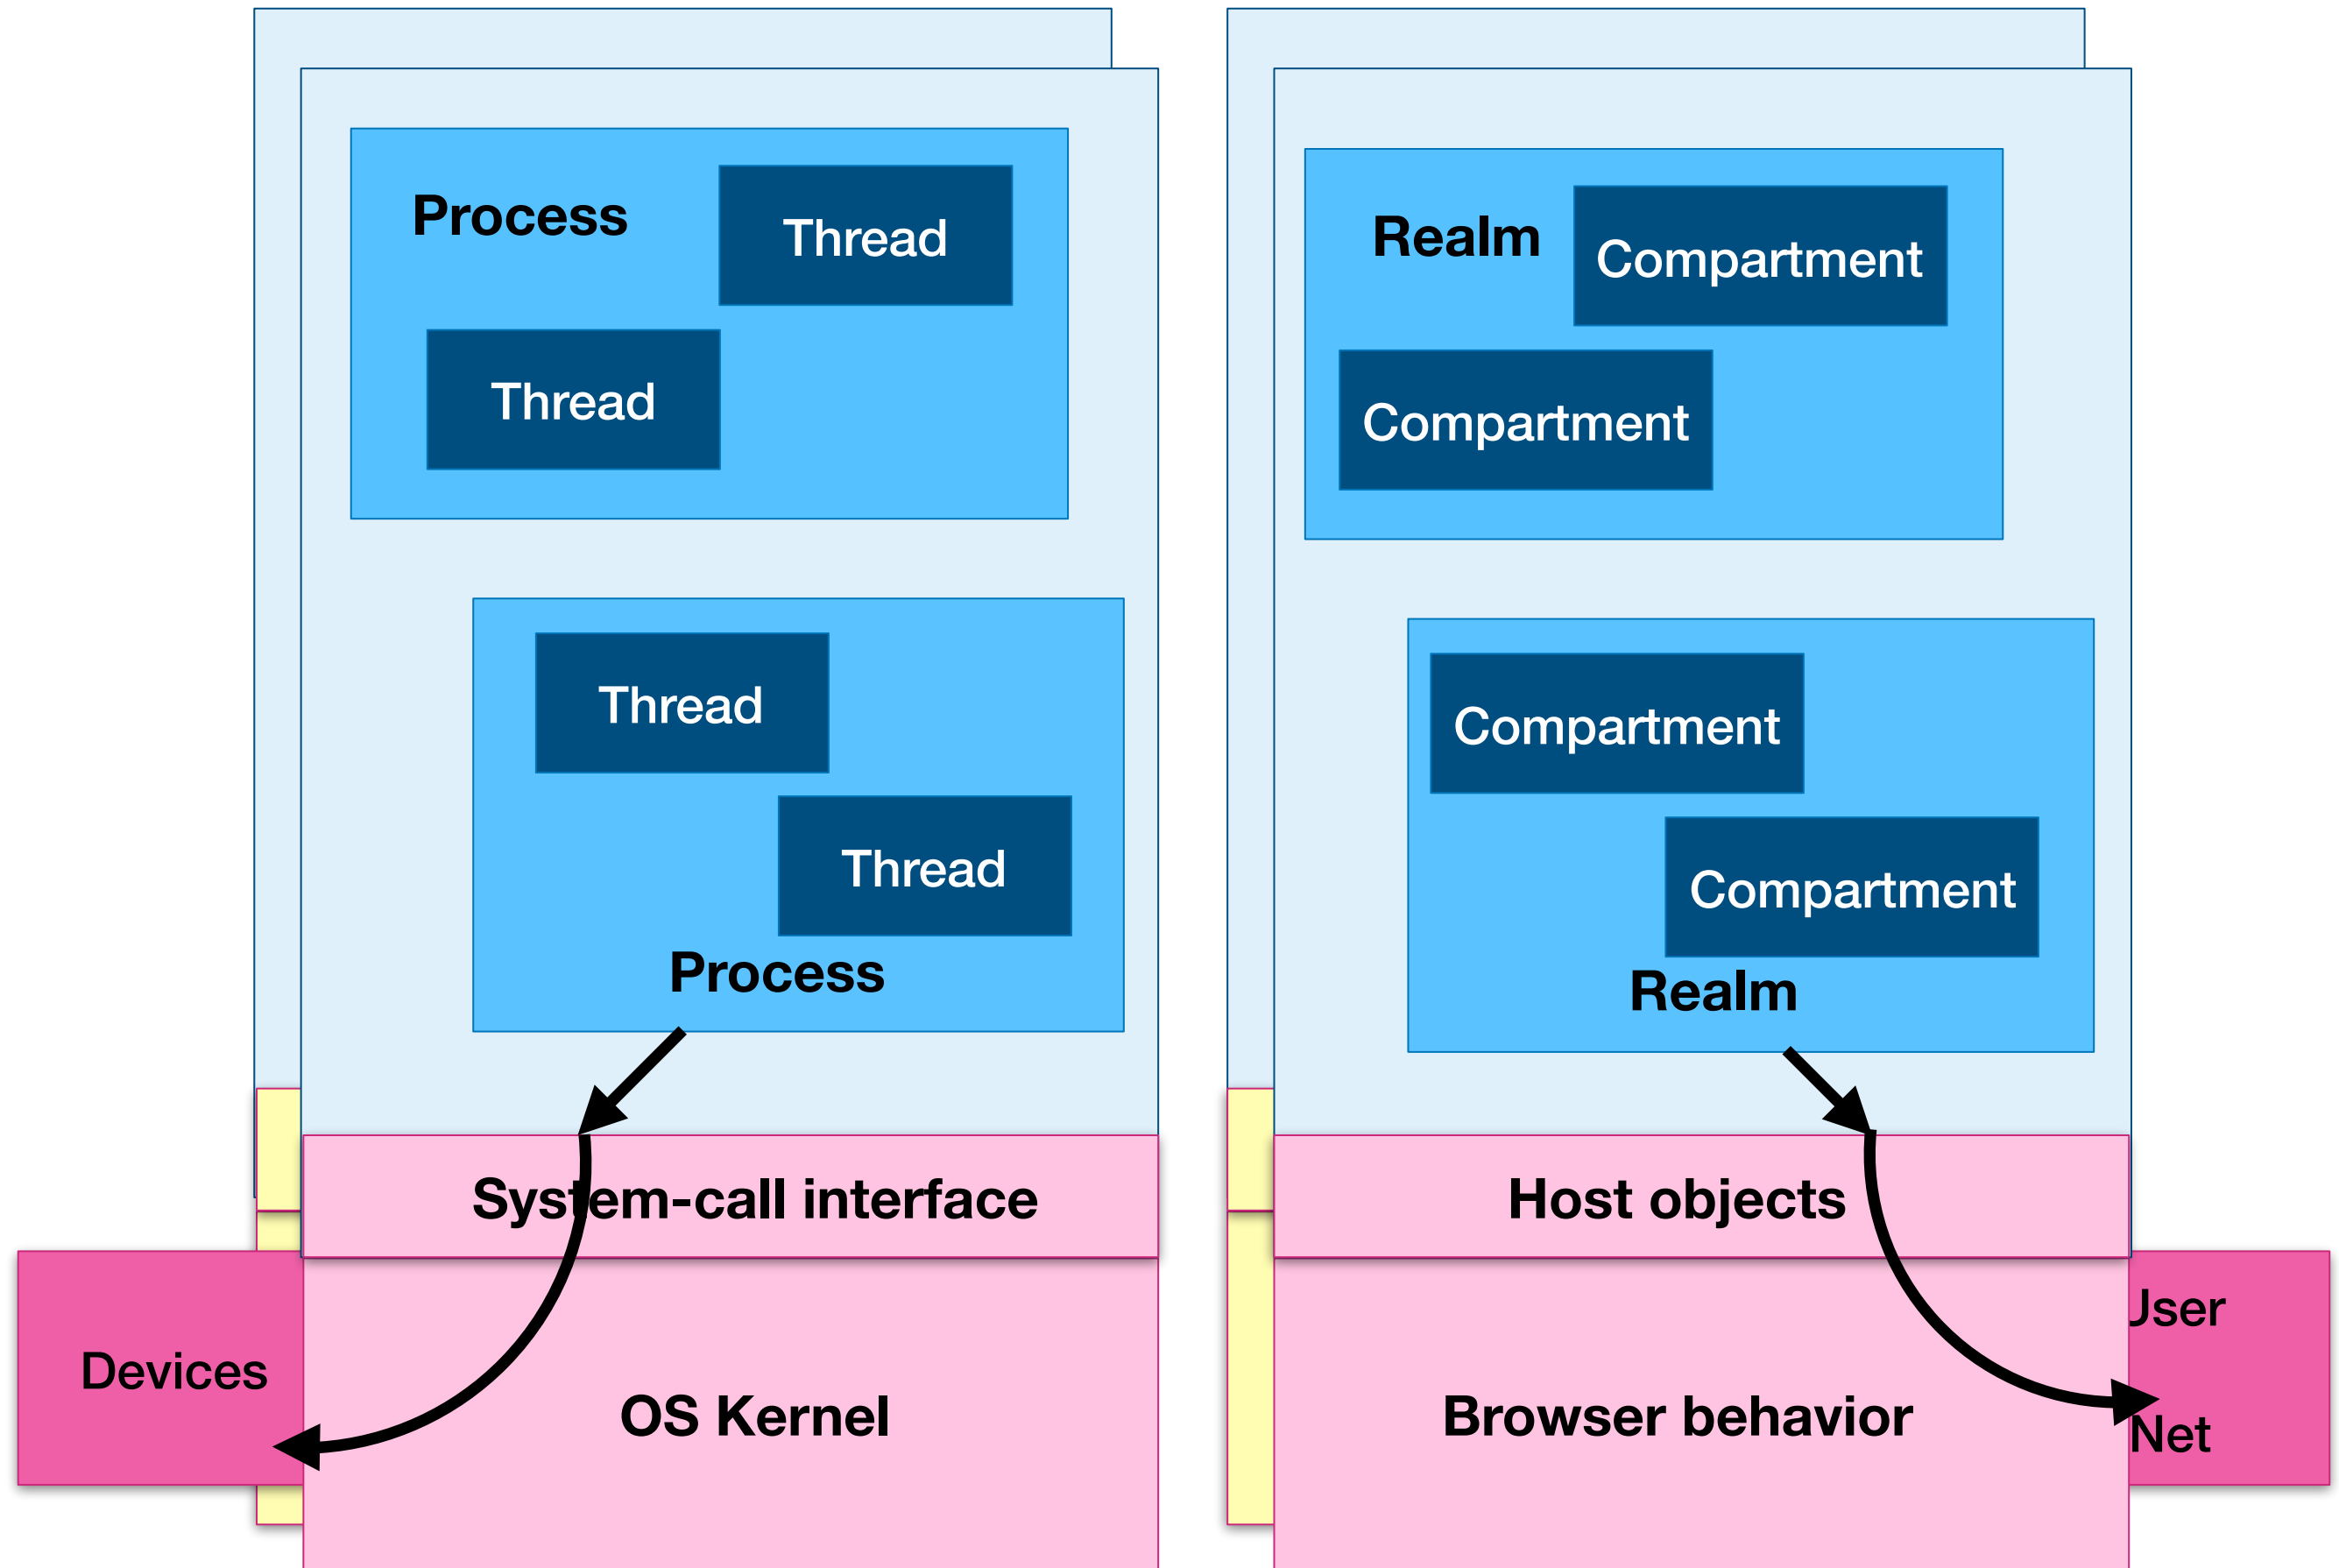 Process
Thread
Thread
Thread
Thread
Process
System-call interface
Devices
OS Kernel
Realm
Compartment
Compartment
Compartment
Compartment
Realm
Host objects
User
Browser behavior
Net